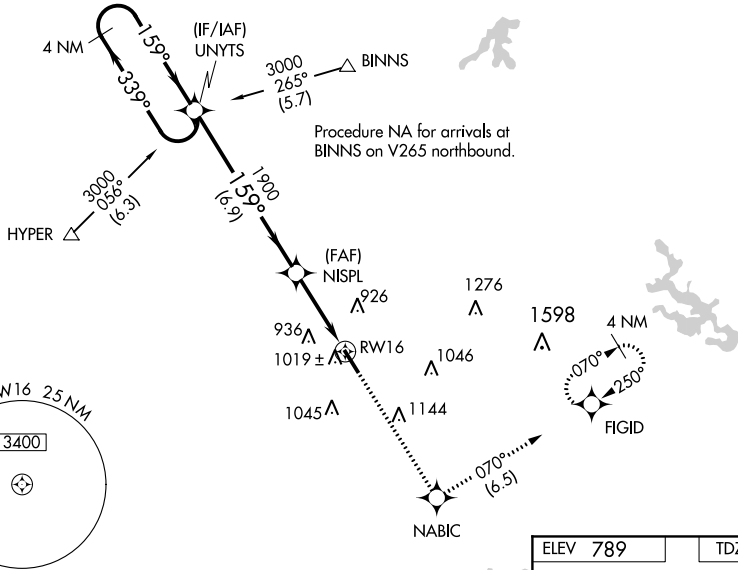 (IF/IAF)
UNYTS
4 NM
159°
339°
3000
265°
(5.7)
BINNS
Procedure NA for arrivals at
BINNS on V265 northbound.
3000
056°
(6.3)
HYPER
1900
159°
(6.9)
(FAF)
NISPL
926
1276
1598
4 NM
936
1019 ±
RW16
1046
070°
250°
1045
1144
FIGID
W16 25 NM
3400
070°
(6.5)
NABIC
ELEV 789
TDZ